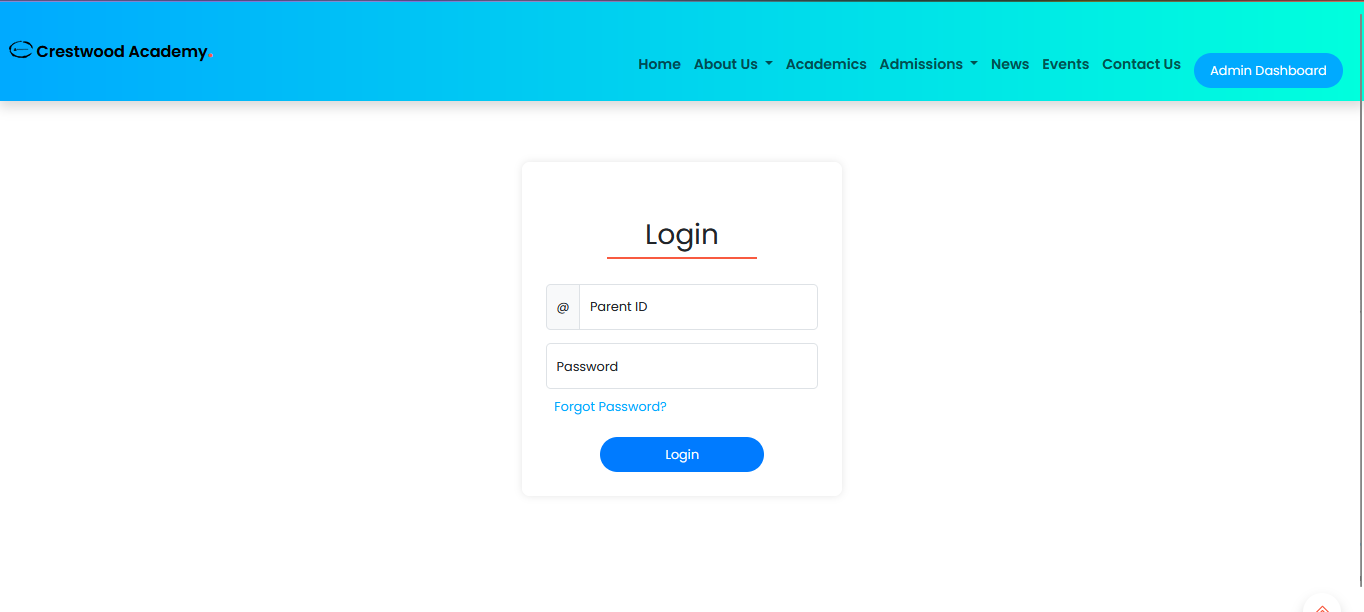 Crestwood Academy.
Home About Us Academics Admissions News Events Contact Us Admin Dashboard
Login
@ Parent ID
Password
Forgot Password?
Login